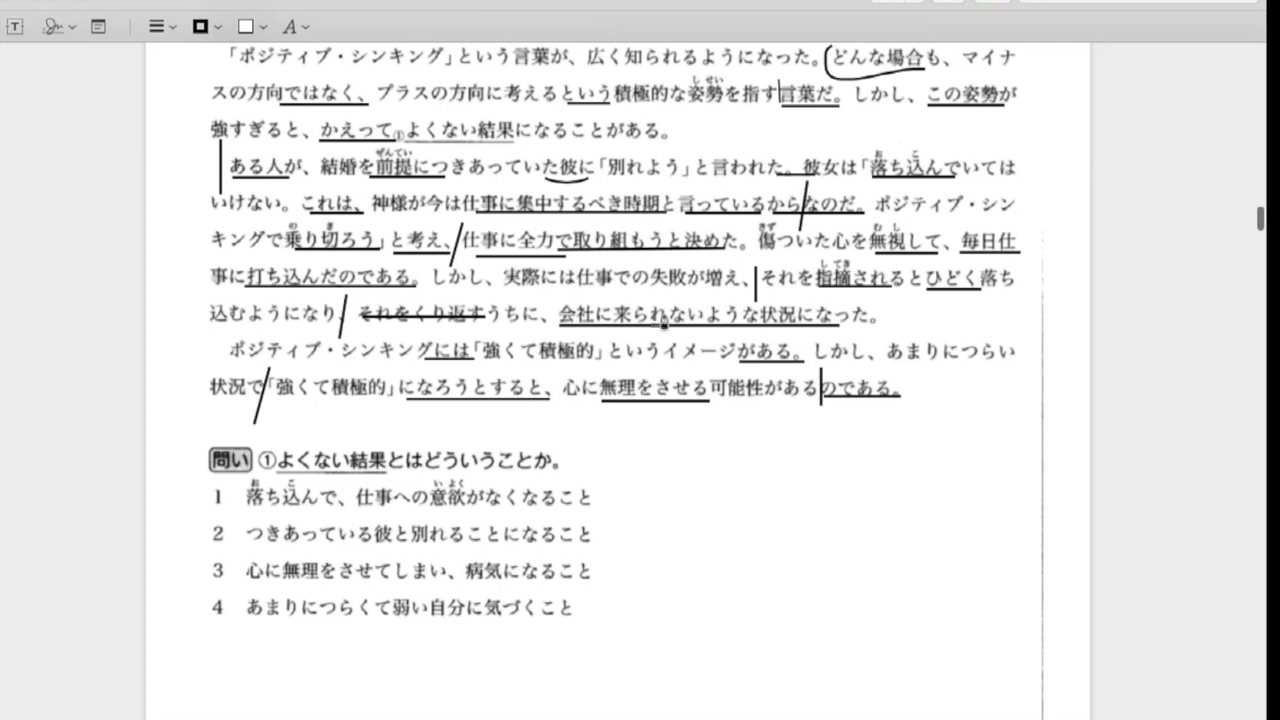 「ポジティブ・シンキング」という言葉が、広く知られるようになった。どんな場合も、マイナ
スの方向ではなく、プラスの方向に考えるという積極的な姿勢を指す言葉だ。しかし、この姿勢が
強すぎると、かえって①よくない結果になることがある。
ある人が、結婚を前提につきあっていた彼に「別れよう」と言われた。彼女は「落ち込んでいては
いけない。これは、神様が今は仕事に集中するべき時期と言っているからなのだ。ポジティブ・シン
キングで乗り切ろう」と考え、仕事に全力で取り組もうと決めた。傷ついた心を無視して、毎日仕
事に打ち込んだのである。しかし、実際には仕事での失敗が増え、それを指摘されるとひどく落ち
込むようになり、それをくり返すうちに、会社に来られないような状況になった。
ポジティブ・シンキングには「強くて積極的」というイメージがある。しかし、あまりにつらい
状況で「強くて積極的」になろうとすると、心に無理をさせる可能性があるのである。
問い ①よくない結果とはどういうことか。
1 落ち込んで、仕事への意欲がなくなること
2 つきあっている彼と別れることになること
3 心に無理をさせてしまい、病気になること
4 あまりにつらくて弱い自分に気づくこと